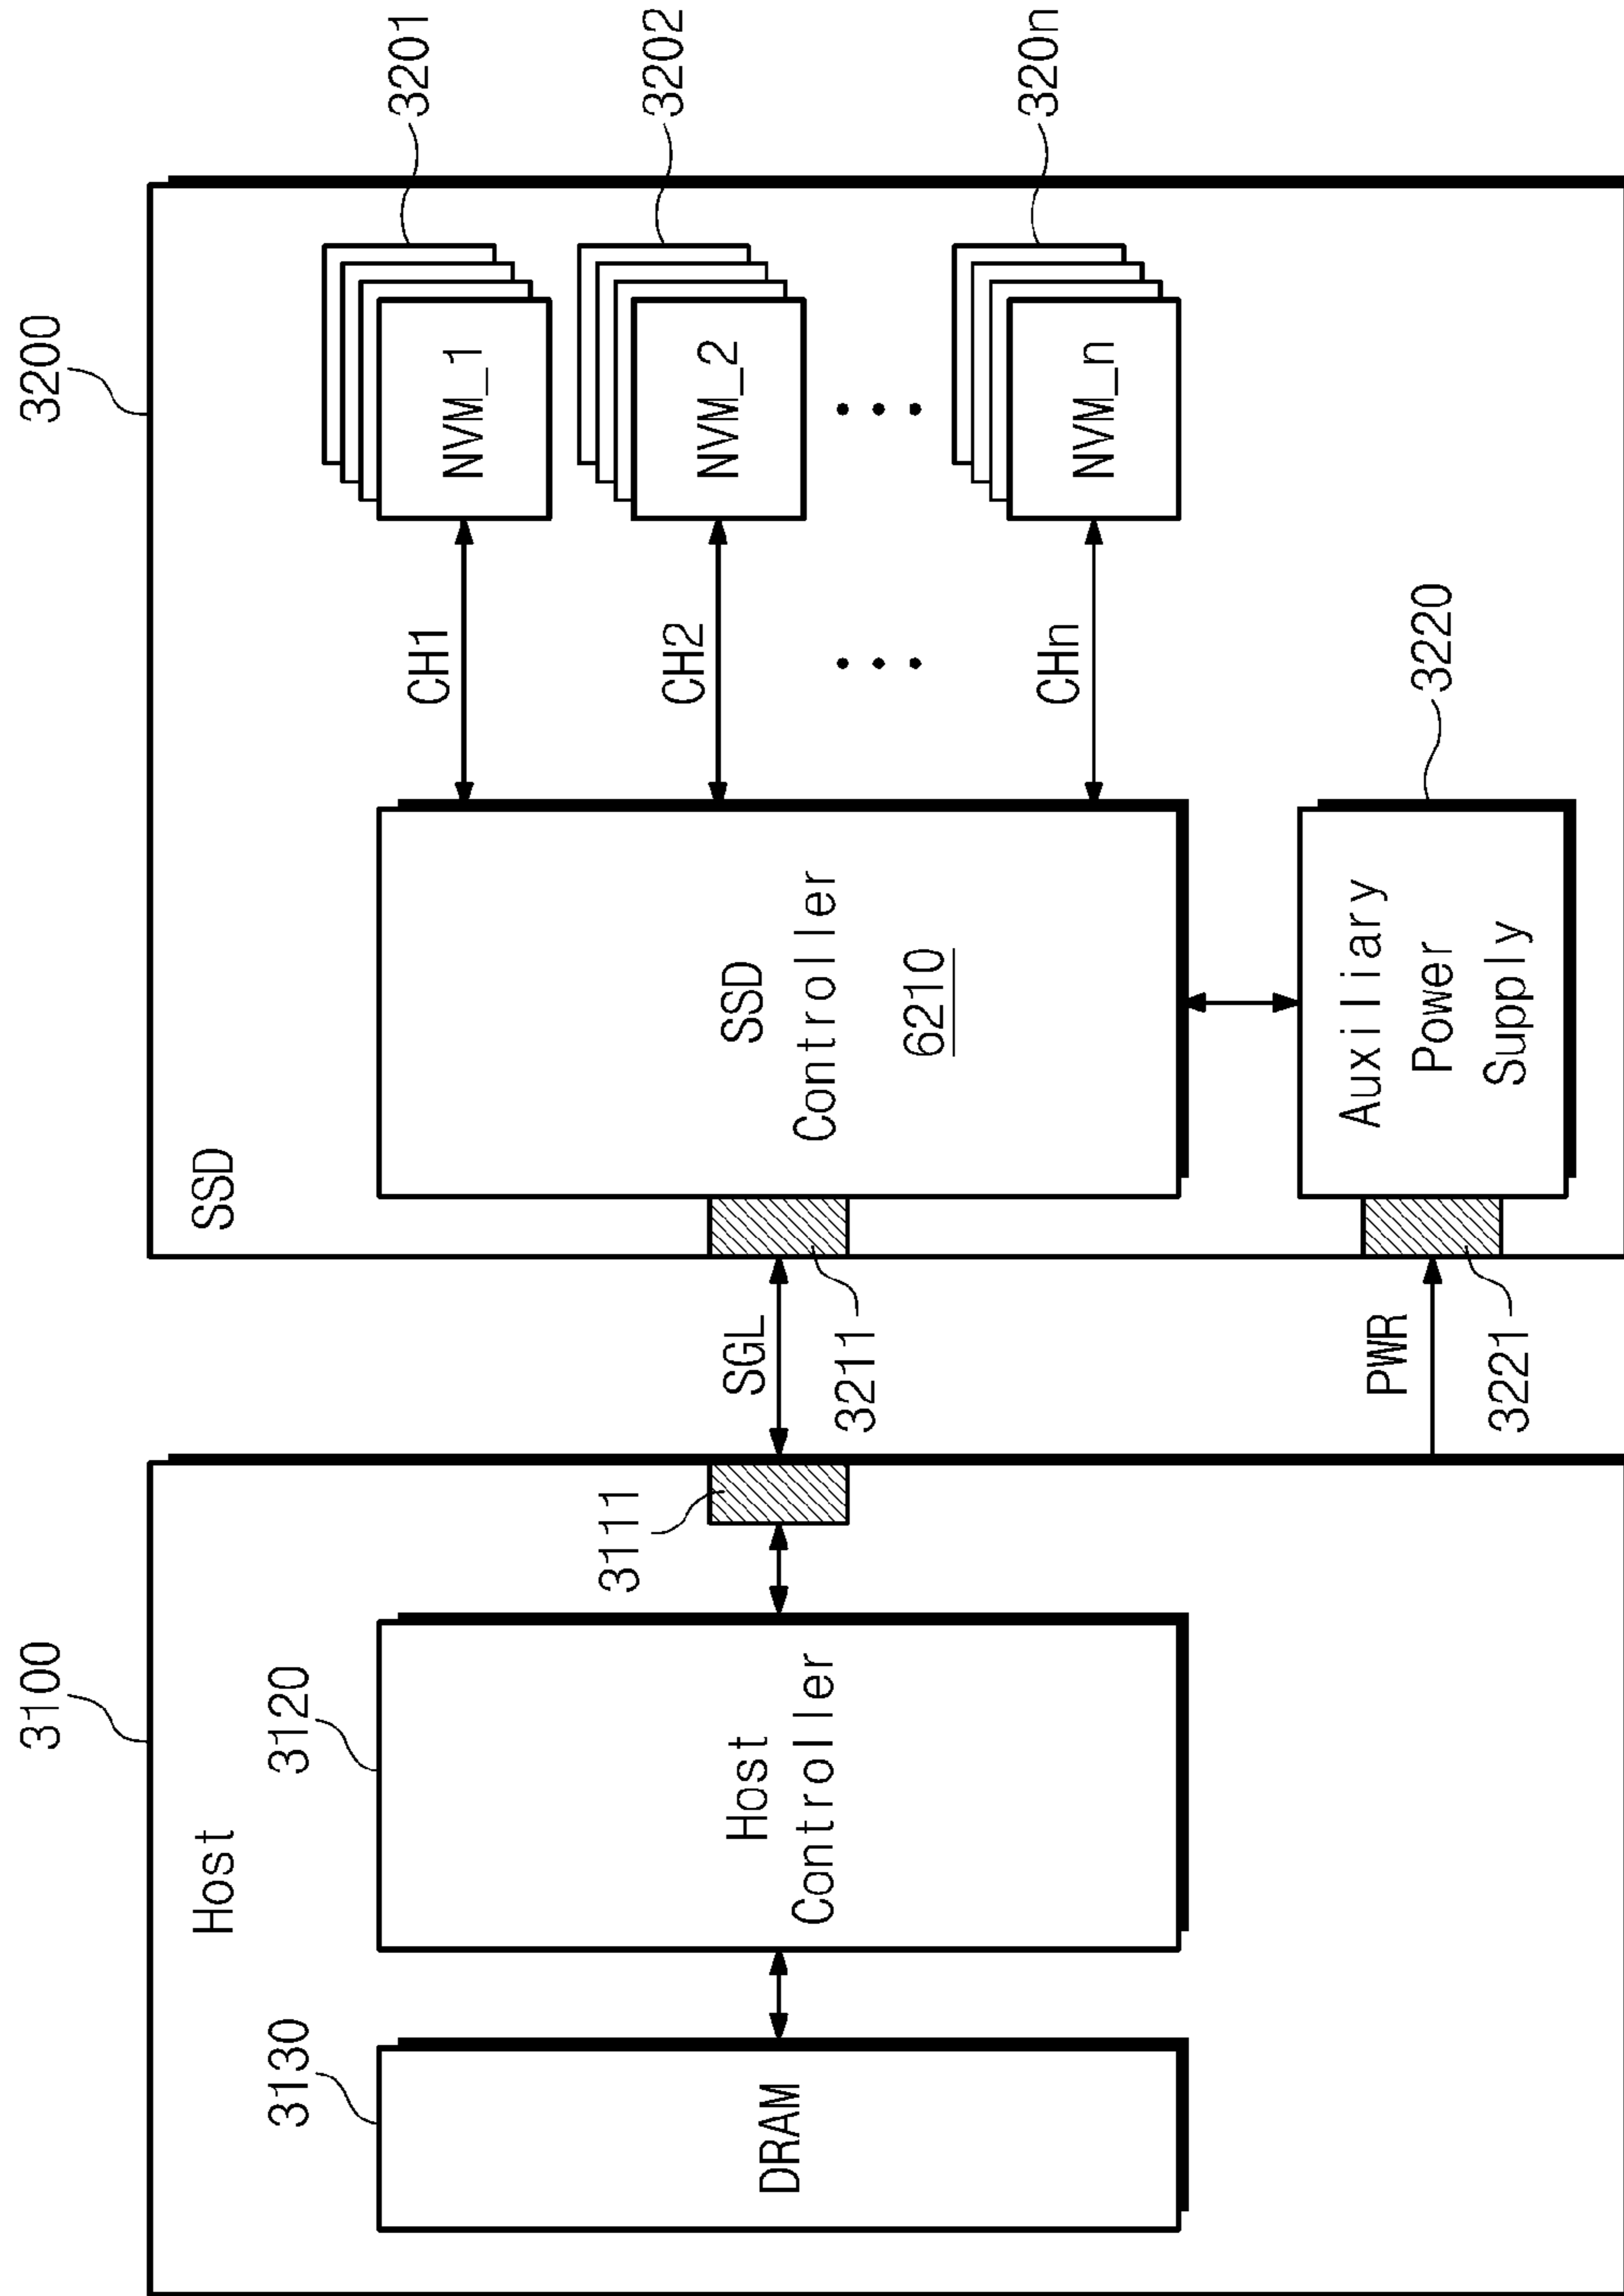 3100
3200
Host
SSD
3130
3120
3111
3211
3201
3202
320n
DRAM
Host
Controller
SGL
SSD
Controller
6210
CH1
CH2
• • •
CHn
NVM_1
NVM_2
• • •
NVM_n
PWR
3221
Auxiliary
Power
Supply
3220